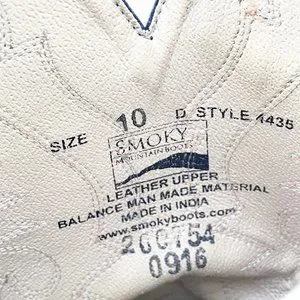 SIZE 10 D STYLE 4435
SMOKY
MOUNTAIN BOOTS
LEATHER UPPER
BALANCE MAN MADE MATERIAL
MADE IN INDIA
www.smokyboots.com
200754
0916